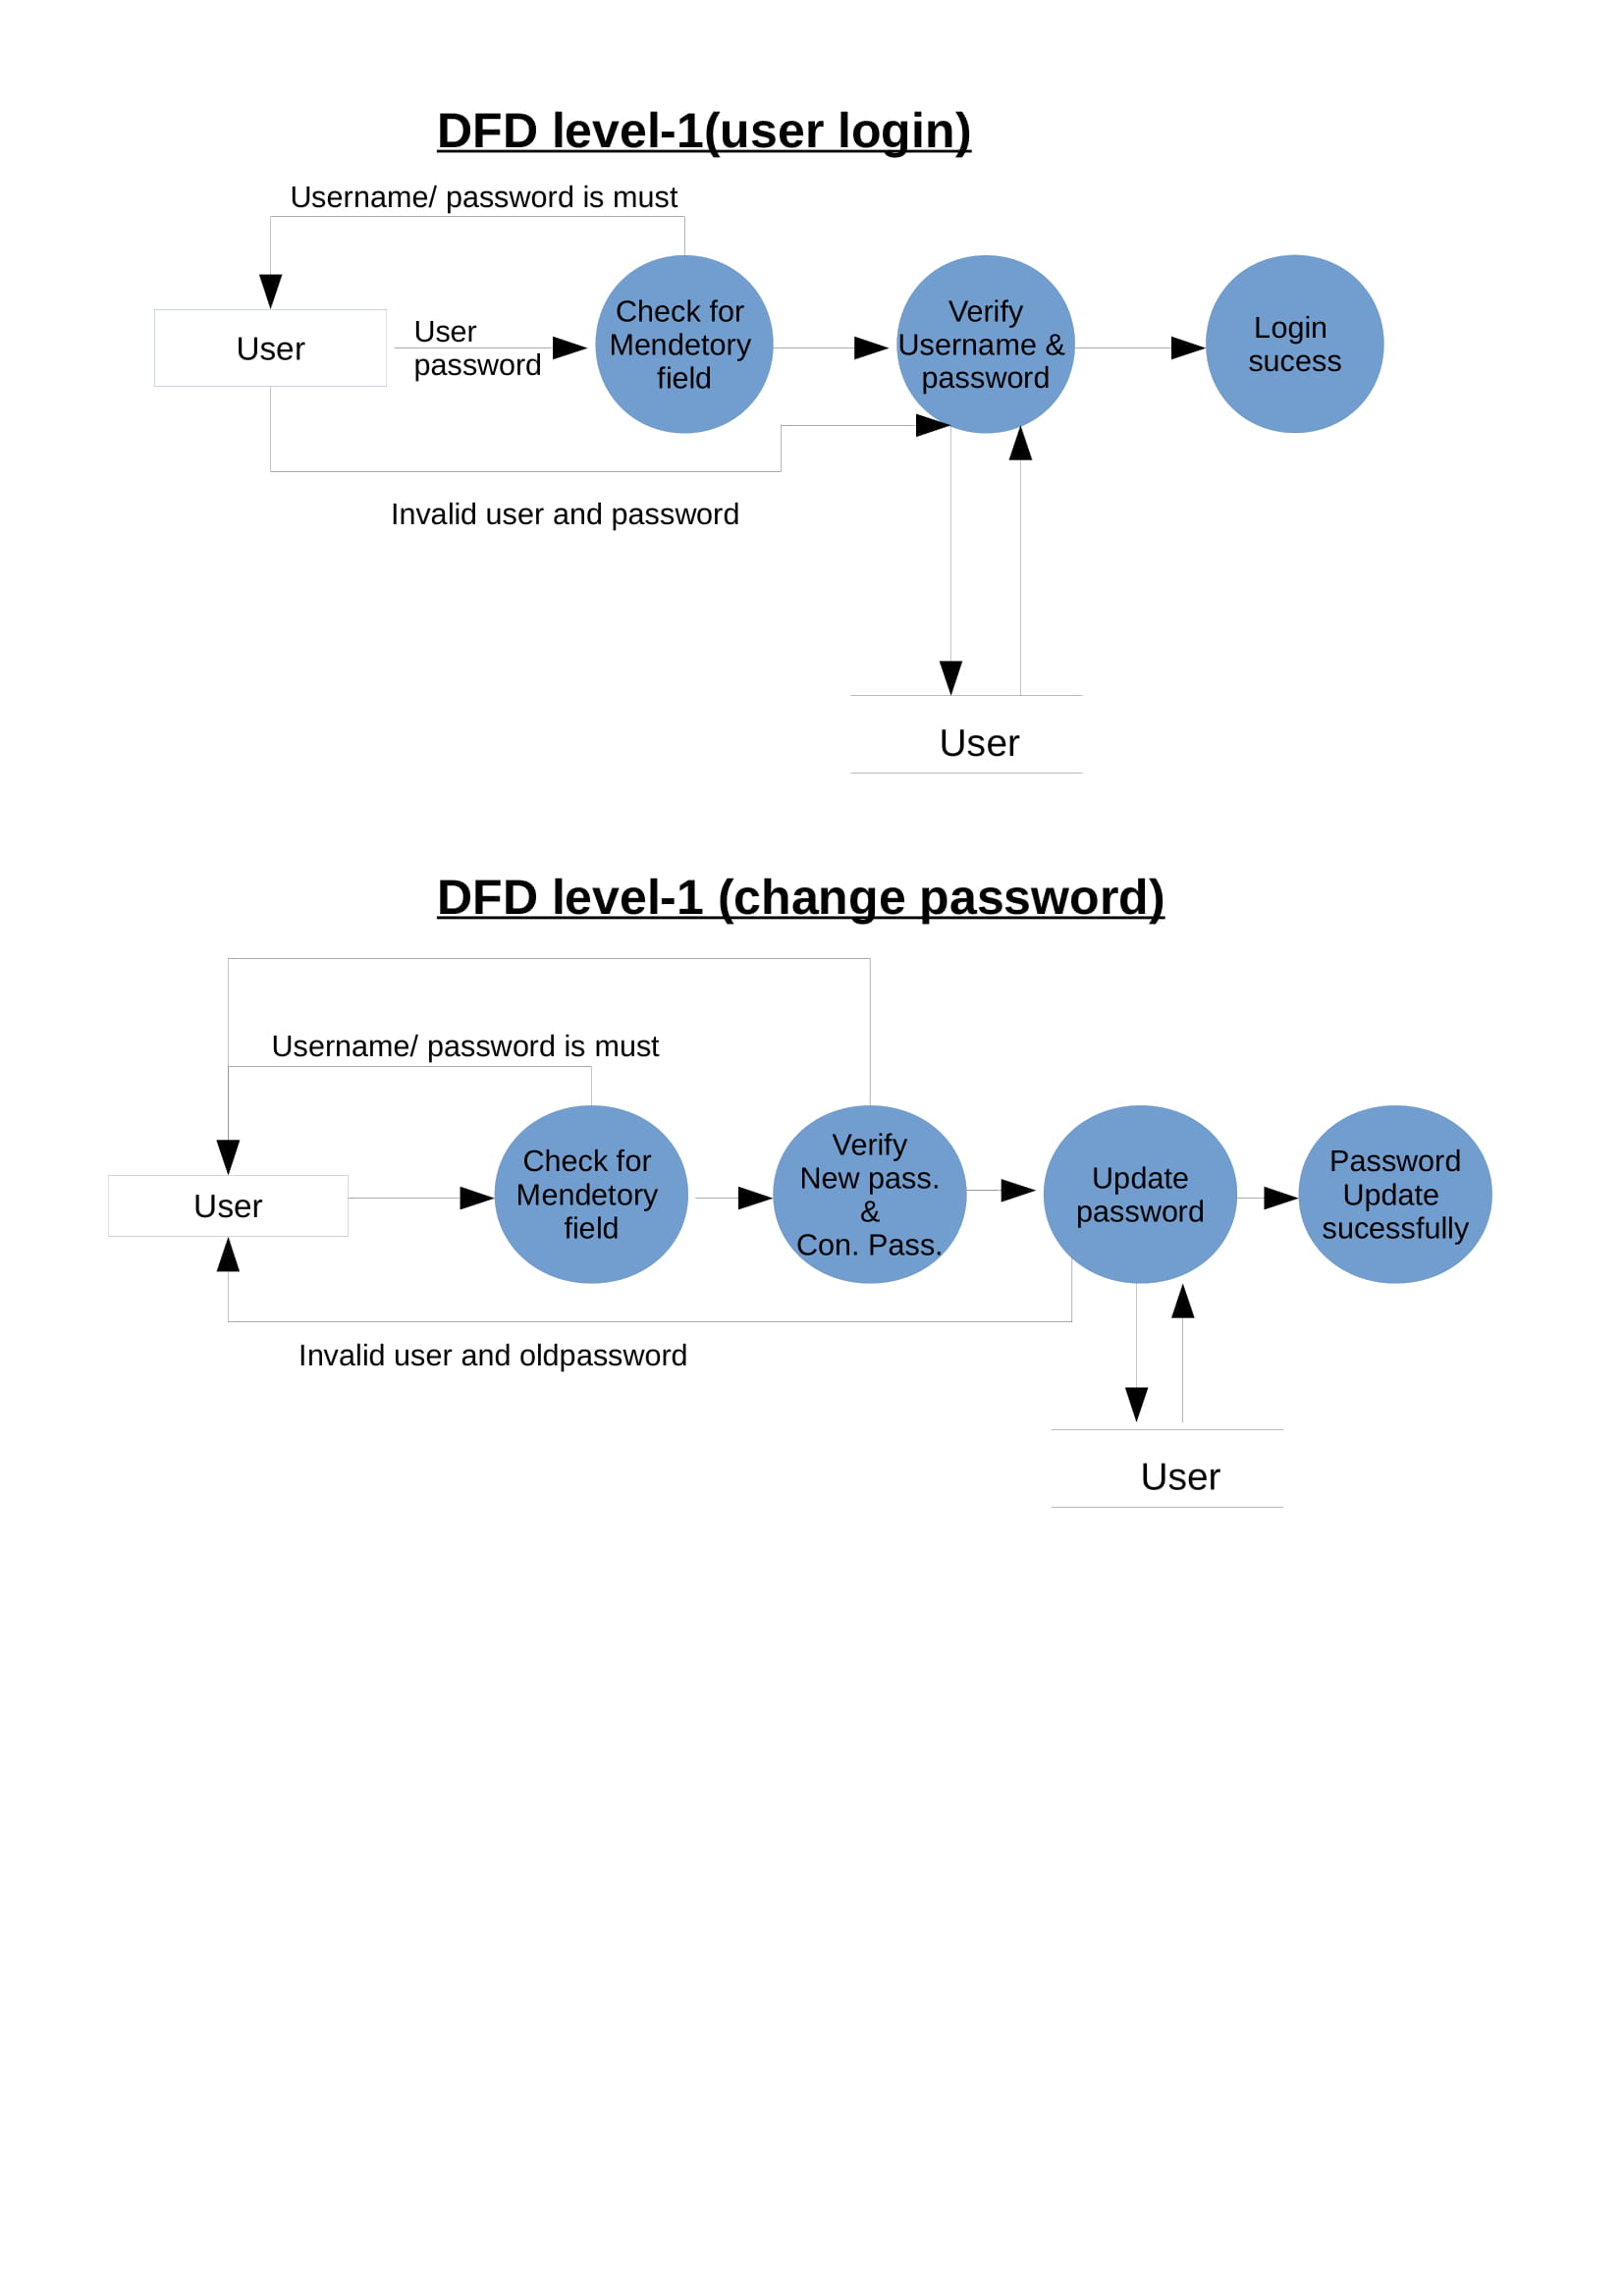 DFD level-1(user login)
Username/ password is must
User
User
password
Check for
Mendetory
field
Verify
Username &
password
Login
sucess
Invalid user and password
User
DFD level-1 (change password)
Username/ password is must
User
Check for
Mendetory
field
Verify
New pass.
&
Con. Pass.
Update
password
Password
Update
sucessfully
Invalid user and oldpassword
User